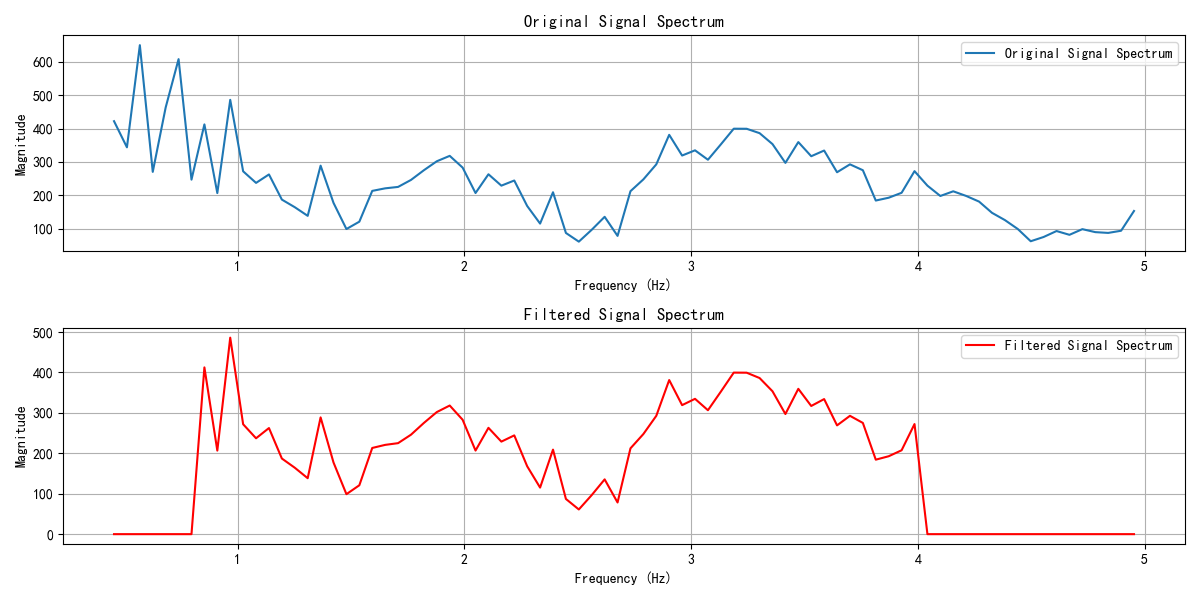 Original Signal Spectrum
Original Signal Spectrum
Magnitude
600
500
400
300
200
100
1 2 3 4 5
Frequency (Hz)
Filtered Signal Spectrum
Filtered Signal Spectrum
Magnitude
500
400
300
200
100
0
1 2 3 4 5
Frequency (Hz)